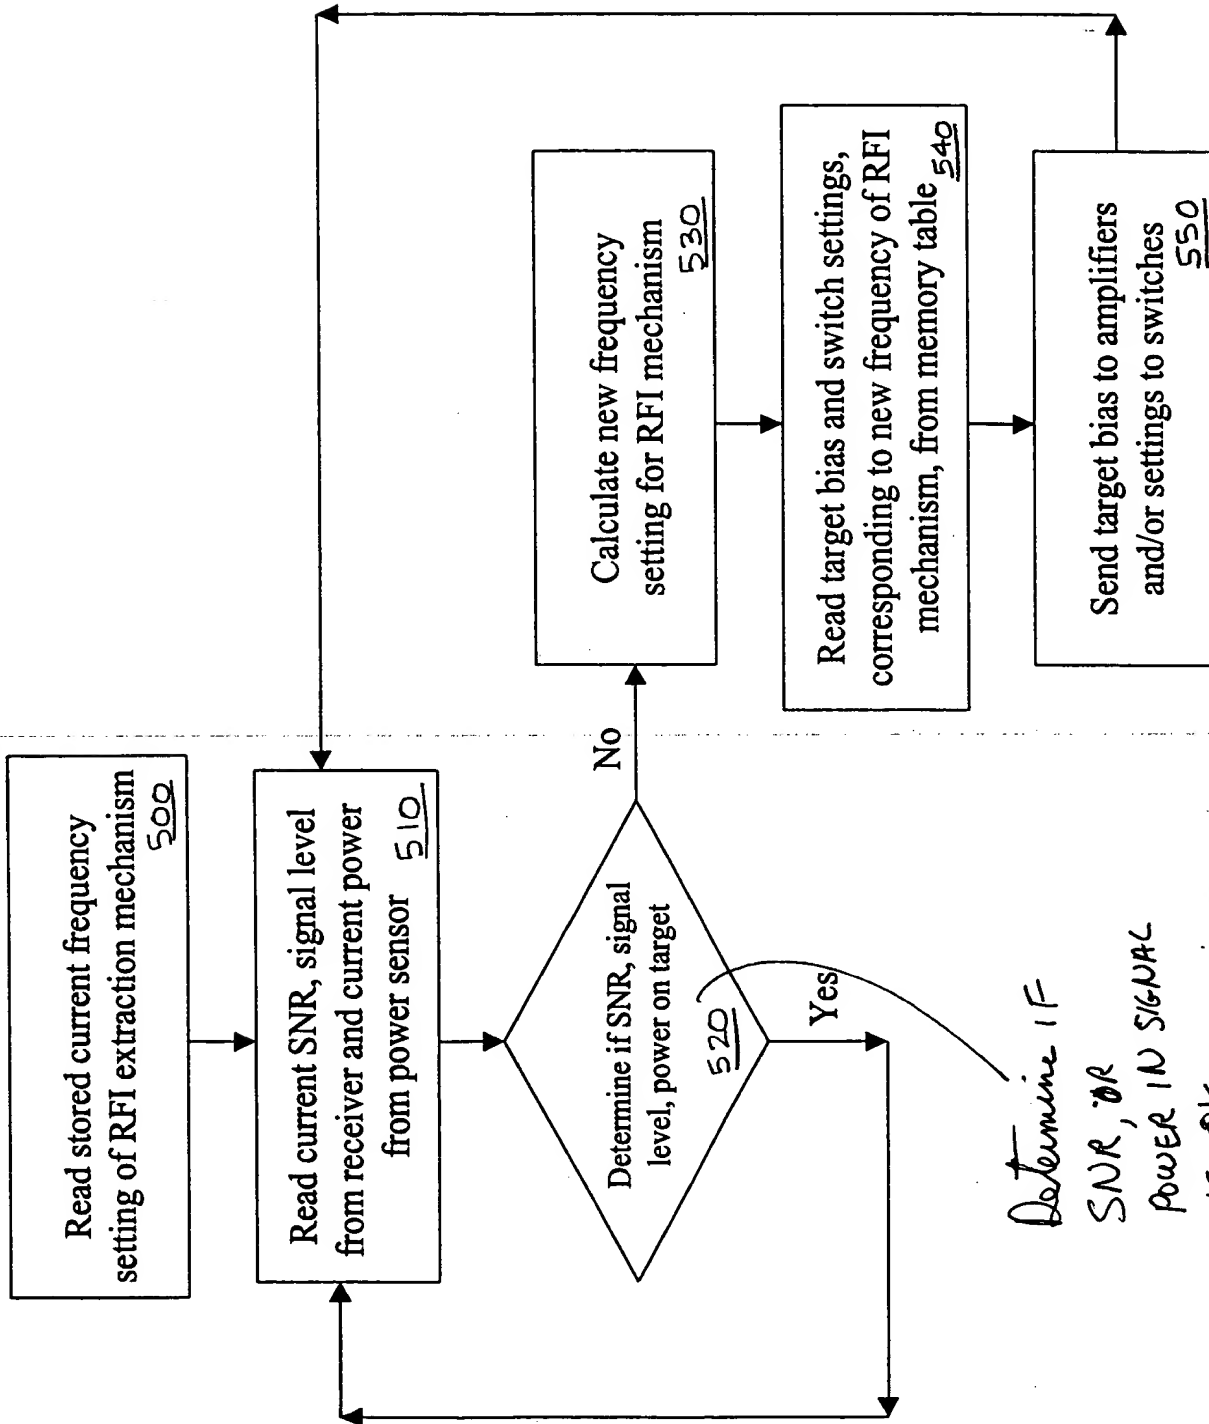 Read stored current frequency
setting of RFI extraction mechanism
500
Read current SNR, signal level
from receiver and current power
from power sensor
510
Determine if SNR, signal
level, power on target
520
No
Yes
Calculate new frequency
setting for RFI mechanism
530
Read target bias and switch settings,
corresponding to new frequency of RFI
mechanism, from memory table
540
Send target bias to amplifiers
and/or settings to switches
550
Determine IF
SNR, OR
POWER IN SIGNAL